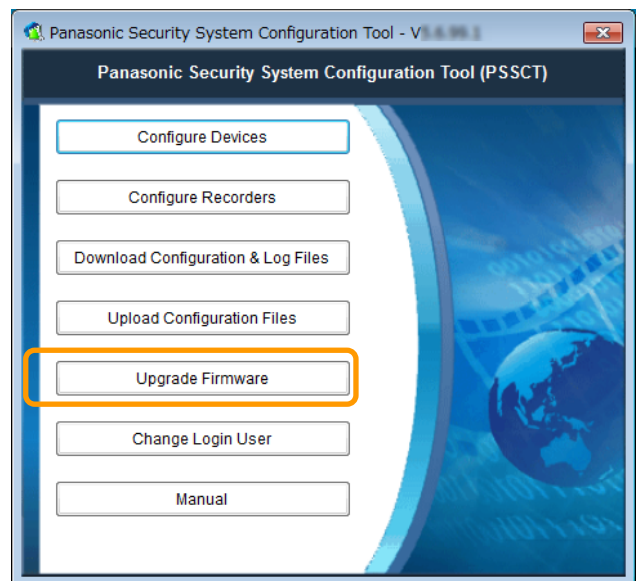 Panasonic Security System Configuration Tool - V
Panasonic Security System Configuration Tool (PSSCT)
Configure Devices
Configure Recorders
Download Configuration & Log Files
Upload Configuration Files
Upgrade Firmware
Change Login User
Manual